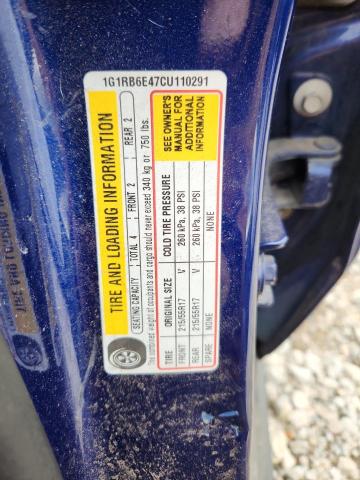 1G1RB6E47CU110291
TIRE AND LOADING INFORMATION
SEATING CAPACITY TOTAL 4 FRONT 2 REAR 2
The combined weight of occupants and cargo should never exceed 340 kg or 750 lbs.
TIRE ORIGINAL SIZE COLD TIRE PRESSURE
FRONT 215/55R17 V 260 kPa, 38 PSI
REAR 215/55R17 V 260 kPa, 38 PSI
SPARE NONE NONE
SEE OWNER'S
MANUAL FOR
ADDITIONAL
INFORMATION